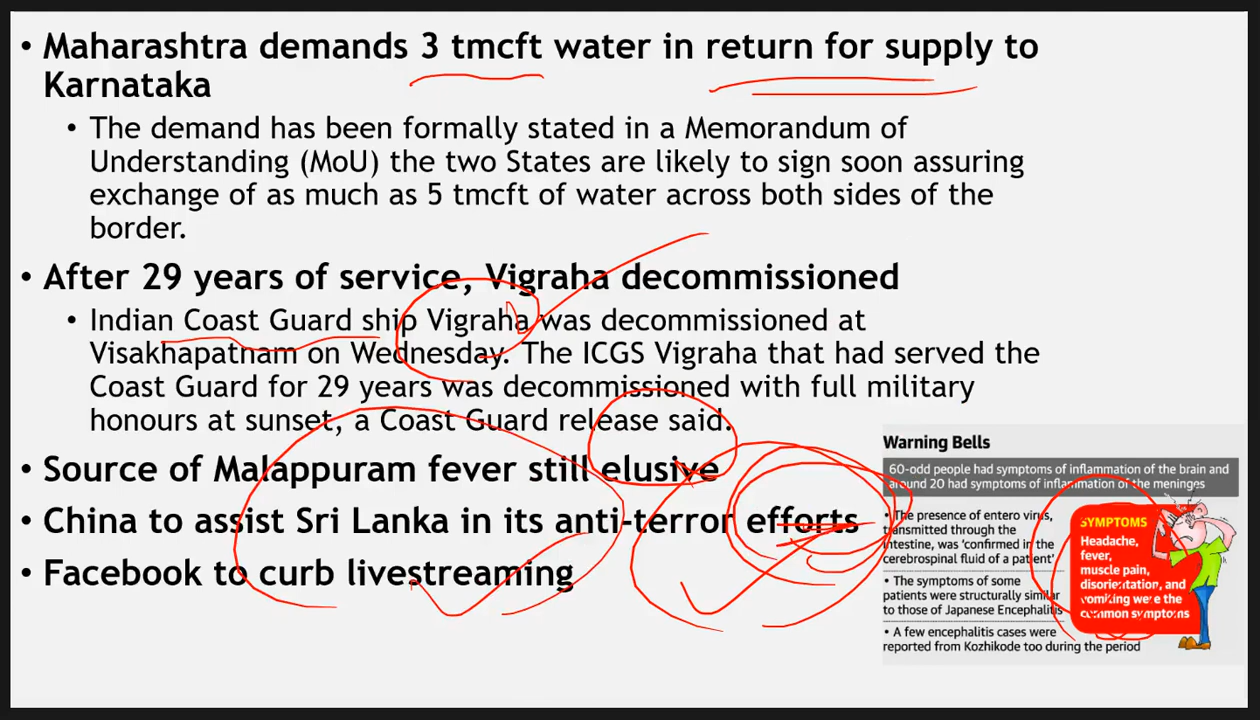 • Maharashtra demands 3 tmcft water in return for supply to
Karnataka
• The demand has been formally stated in a Memorandum of
Understanding (MoU) the two States are likely to sign soon assuring
exchange of as much as 5 tmcft of water across both sides of the
border.
• After 29 years of service, Vigraha decommissioned
• Indian Coast Guard ship Vigraha was decommissioned at
Visakhapatnam on Wednesday. The ICGS Vigraha that had served the
Coast Guard for 29 years was decommissioned with full military
honours at sunset, a Coast Guard release said.
• Source of Malappuram fever still elusive
• China to assist Sri Lanka in its anti-terror efforts
• Facebook to curb livestreaming
Warning Bells
60-odd people had symptoms of inflammation of the brain and
around 20 had symptoms of inflammation of the meninges
• The presence of entero virus,
transmitted through the
intestine, was 'confirmed in the
cerebrospinal fluid of a patient'
• The symptoms of some
patients were structurally similar
to those of Japanese Encephalitis
• A few encephalitis cases were
reported from Kozhikode too during the period
SYMPTOMS
Headache,
fever,
muscle pain,
disorientation, and
vomiting were the
common symptoms